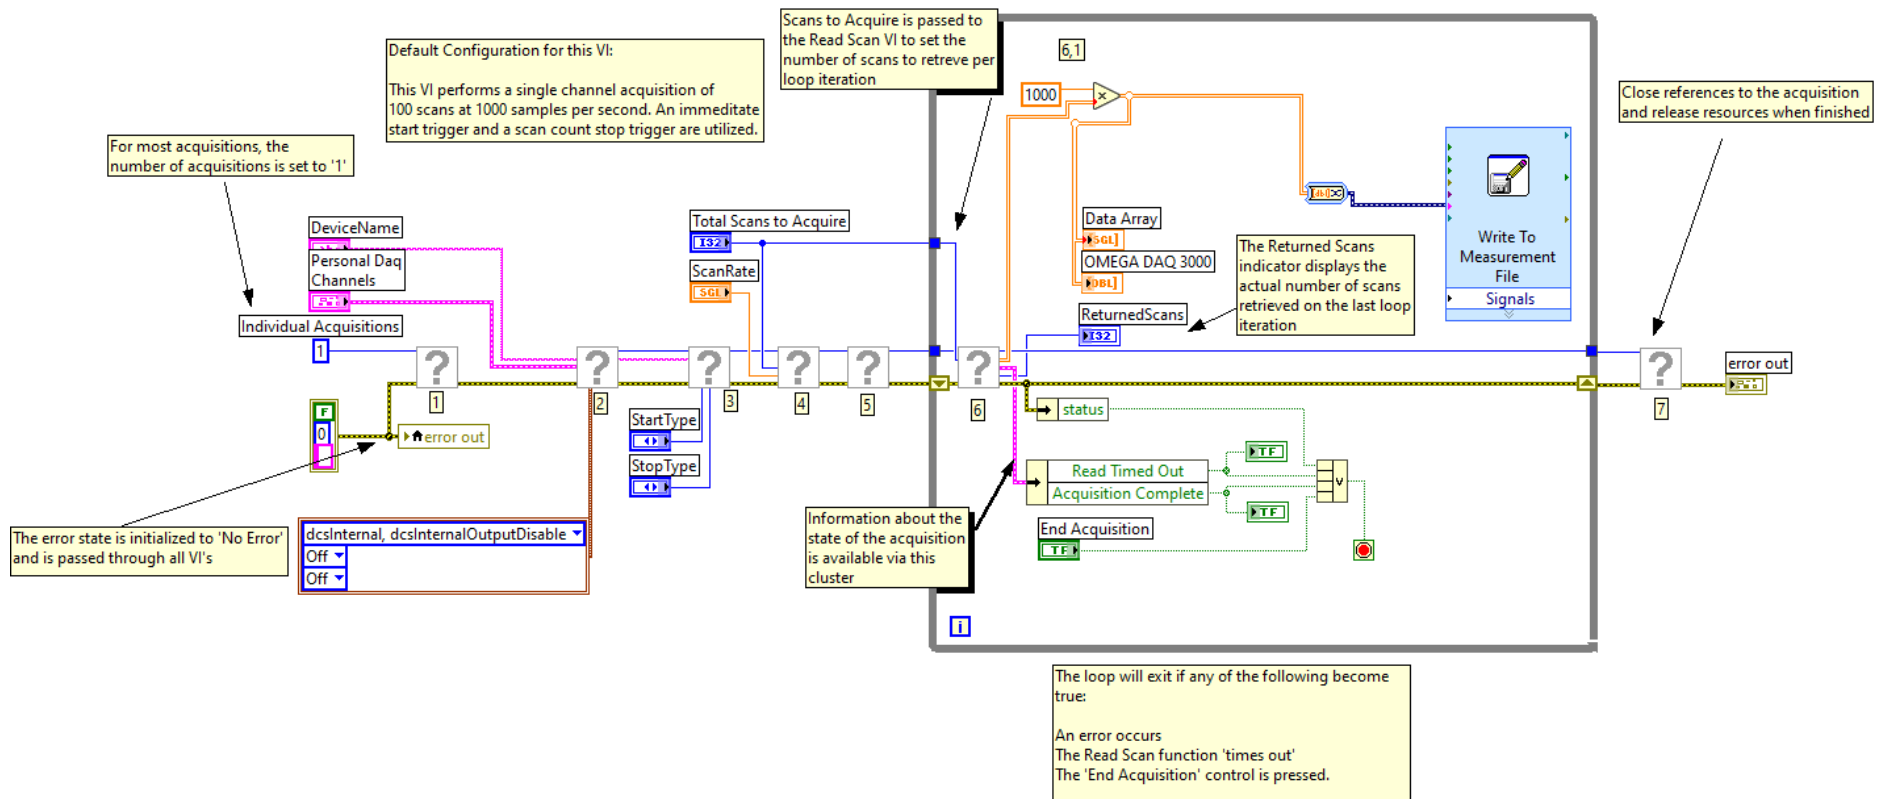 Scans to Acquire is passed to
the Read Scan VI to set the
number of scans to retreve per
loop iteration
Default Configuration for this VI:
This VI performs a single channel acquisition of
100 scans at 1000 samples per second. An immeditate
start trigger and a scan count stop trigger are utilized.
6,1
1000
Close references to the acquisition
and release resources when finished
For most acquisitions, the
number of acquisitions is set to '1'
DeviceName
Personal Daq
Channels
Individual Acquisitions
1
Total Scans to Acquire
I32
ScanRate
SGL
Data Array
SGL]
OMEGA DAQ 3000
DBL]
ReturnedScans
I32
The Returned Scans
indicator displays the
actual number of scans
retrieved on the last loop
iteration
Write To
Measurement
File
Signals
?
?
?
?
?
?
?
1
2
3
4
5
6
7
error out
F
0
error out
StartType
StopType
status
Read Timed Out
Acquisition Complete
TF
TF
V
End Acquisition
TF
The error state is initialized to 'No Error'
and is passed through all VI's
dcsInternal, dcsInternalOutputDisable
Off
Off
Information about the
state of the acquisition
is available via this
cluster
i
The loop will exit if any of the following become
true:
An error occurs
The Read Scan function 'times out'
The 'End Acquisition' control is pressed.